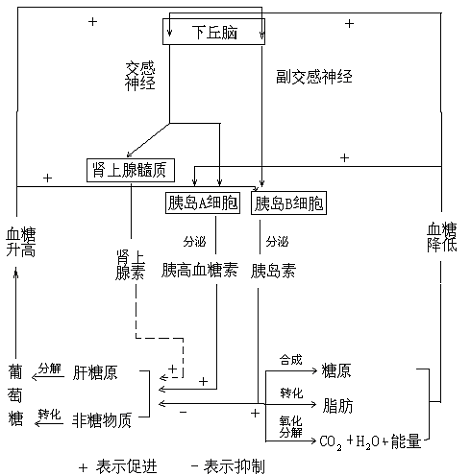 +
下丘脑
交感
神经
副交感神经
+
肾上腺髓质
+
胰岛A细胞
胰岛B细胞
血糖
升高
血糖
降低
分泌
分泌
肾上
腺素
胰高血糖素
胰岛素
葡
萄
糖
分解
肝糖原
转化
非糖物质
+
+
−
+
合成
糖原
转化
脂肪
氧化
分解
CO2+H2O+能量
+ 表示促进 - 表示抑制